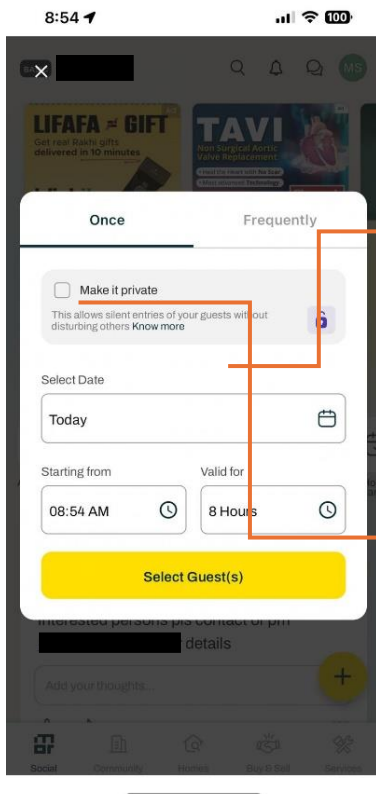 8:54
100
MS
LIFAFA GIFT
Get real Rakhi gifts
delivered in 10 minutes
TAVI
Non Surgical Aortic
Valve Replacement
Once
Frequently
Make it private
This allows silent entries of your guests without
disturbing others Know more
Select Date
Today
Starting from
Valid for
08:54 AM
8 Hours
Select Guest(s)
interested persons pls contact or pm
details
Add your thoughts...
Social
Community
Homes
Buy & Sell
Services